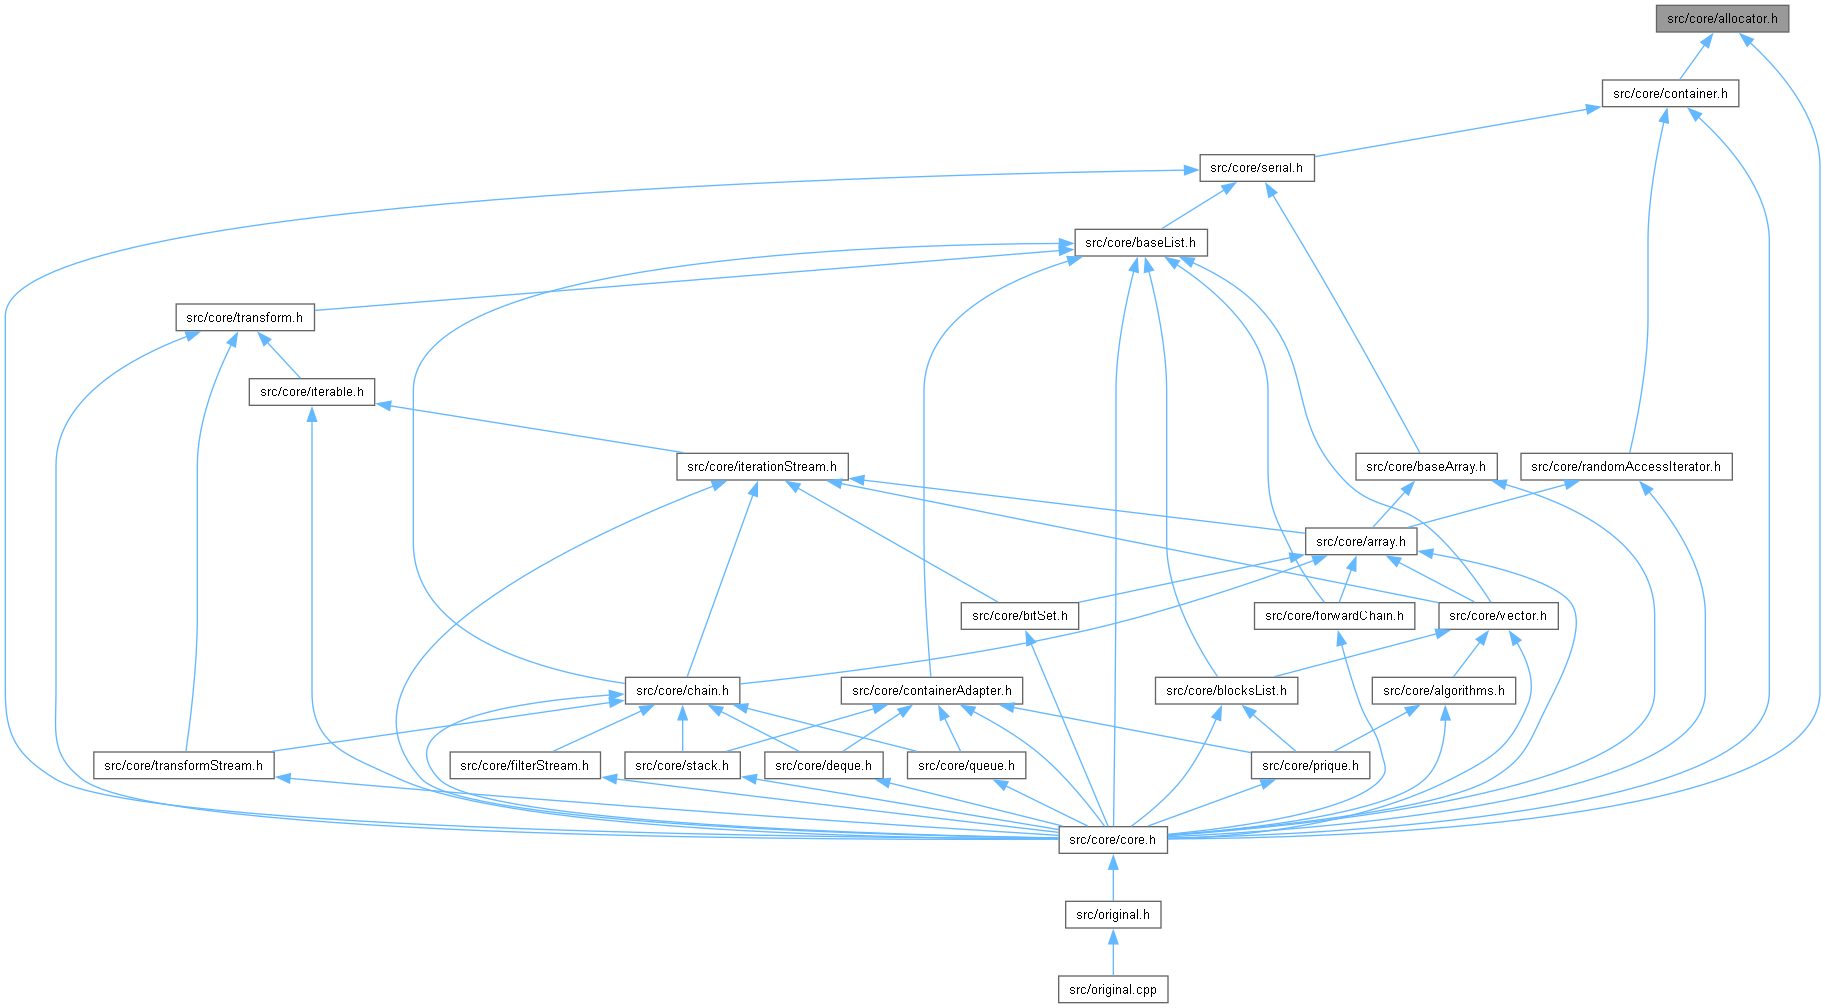 src/core/allocator.h
src/core/container.h
src/core/serial.h
src/core/baseList.h
src/core/transform.h
src/core/iterable.h
src/core/iterationStream.h
src/core/baseArray.h
src/core/randomAccessIterator.h
src/core/array.h
src/core/bitSet.h
src/core/forwardChain.h
src/core/vector.h
src/core/chain.h
src/core/containerAdapter.h
src/core/blocksList.h
src/core/algorithms.h
src/core/transformStream.h
src/core/filterStream.h
src/core/stack.h
src/core/deque.h
src/core/queue.h
src/core/prique.h
src/core/core.h
src/original.h
src/original.cpp